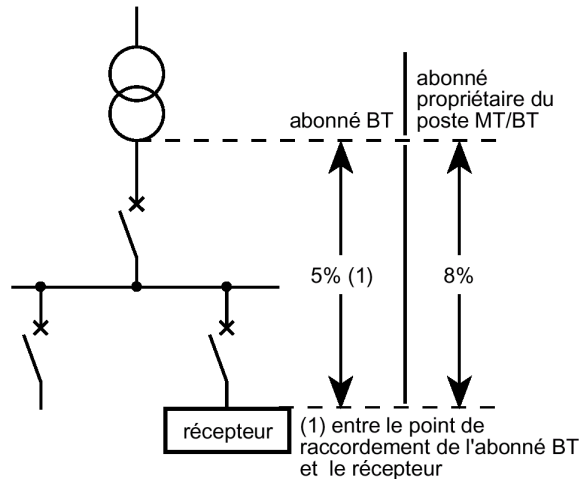 abonné
propriétaire du
abonné BT
poste MT/BT
5% (1)
8%
récepteur
(1) entre le point de
raccordement de l'abonné BT
et le récepteur